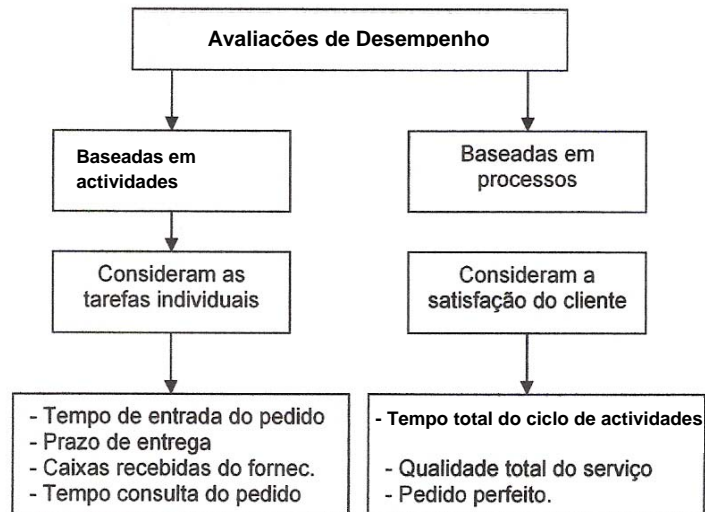 Avaliações de Desempenho
Baseadas em
actividades
Baseadas em
processos
Consideram as
tarefas individuais
Consideram a
satisfação do cliente
- Tempo de entrada do pedido
- Prazo de entrega
- Caixas recebidas do fornec.
- Tempo consulta do pedido
- Tempo total do ciclo de actividades
- Qualidade total do serviço
- Pedido perfeito.